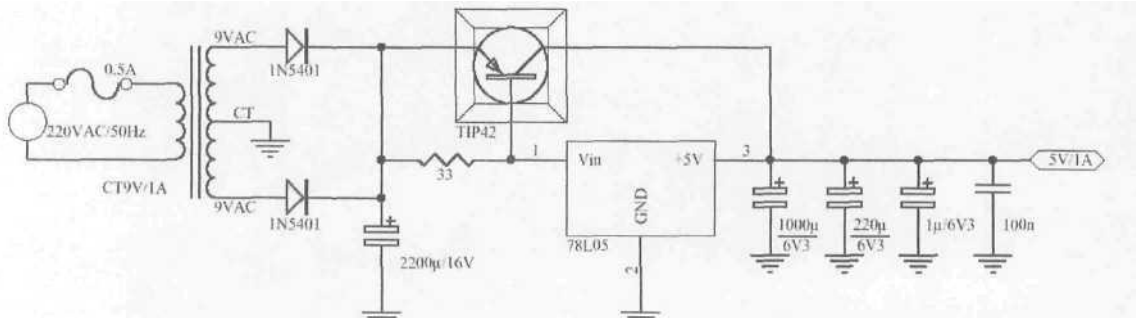 9VAC
0.5A
1N5401
220VAC/50Hz
CT
TIP42
1
Vin
+5V
3
5V/1A
33
CT9V/1A
9VAC
1N5401
GND
1000µ
6V3
220µ
6V3
1µ/6V3
100n
2200µ/16V
78L05
2